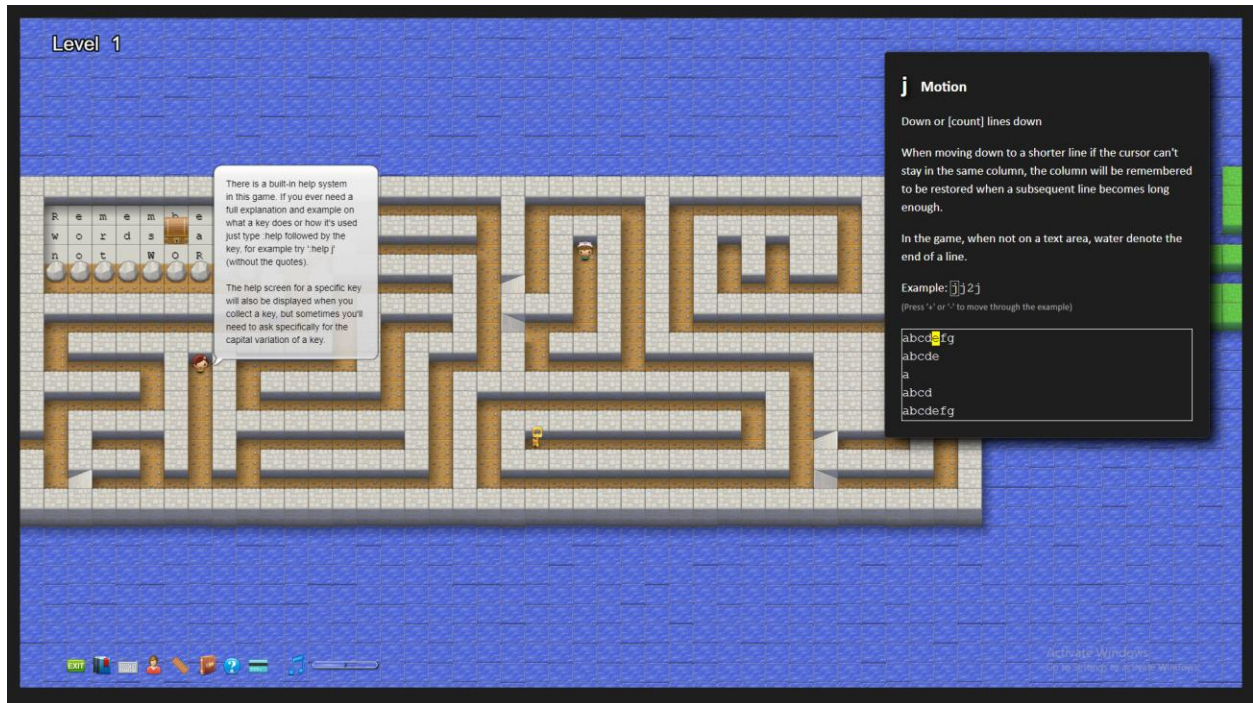 Level 1
R e m e m b e
w o r d s a
n o t W O R
There is a built-in help system
in this game. If you ever need a
full explanation and example on
what a key does or how it's used
just type :help followed by the
key, for example try ':help j'
(without the quotes).
The help screen for a specific key
will also be displayed when you
collect a key, but sometimes you'll
need to ask specifically for the
capital variation of a key.
j Motion
Down or [count] lines down
When moving down to a shorter line if the cursor can't
stay in the same column, the column will be remembered
to be restored when a subsequent line becomes long
enough.
In the game, when not on a text area, water denote the
end of a line.
Example: jj2j
(Press '+' or '-' to move through the example)
abcdefg
abcde
a
abcd
abcdefg
EXIT
Activate Windows
Go to Settings to activate Windows.